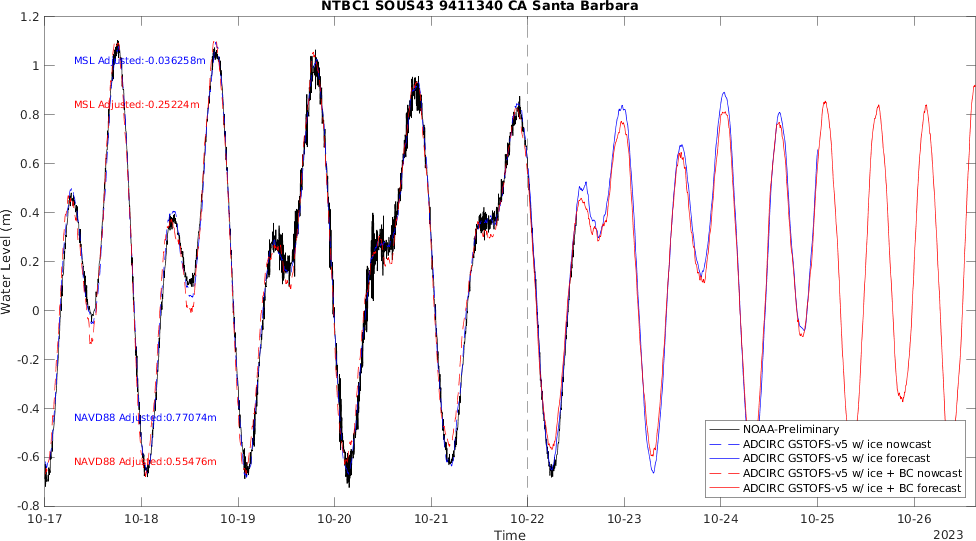 NTBC1 SOUS43 9411340 CA Santa Barbara
1.2
1
0.8
0.6
0.4
0.2
0
-0.2
-0.4
-0.6
-0.8
Water Level (m)
MSL Adjusted:-0.036258m
MSL Adjusted:-0.25224m
NAVD88 Adjusted:0.77074m
NAVD88 Adjusted:0.55476m
NOAA-Preliminary
ADCIRC GSTOFS-v5 w/ ice nowcast
ADCIRC GSTOFS-v5 w/ ice forecast
ADCIRC GSTOFS-v5 w/ ice + BC nowcast
ADCIRC GSTOFS-v5 w/ ice + BC forecast
10-17 10-18 10-19 10-20 10-21 10-22 10-23 10-24 10-25 10-26
Time
2023